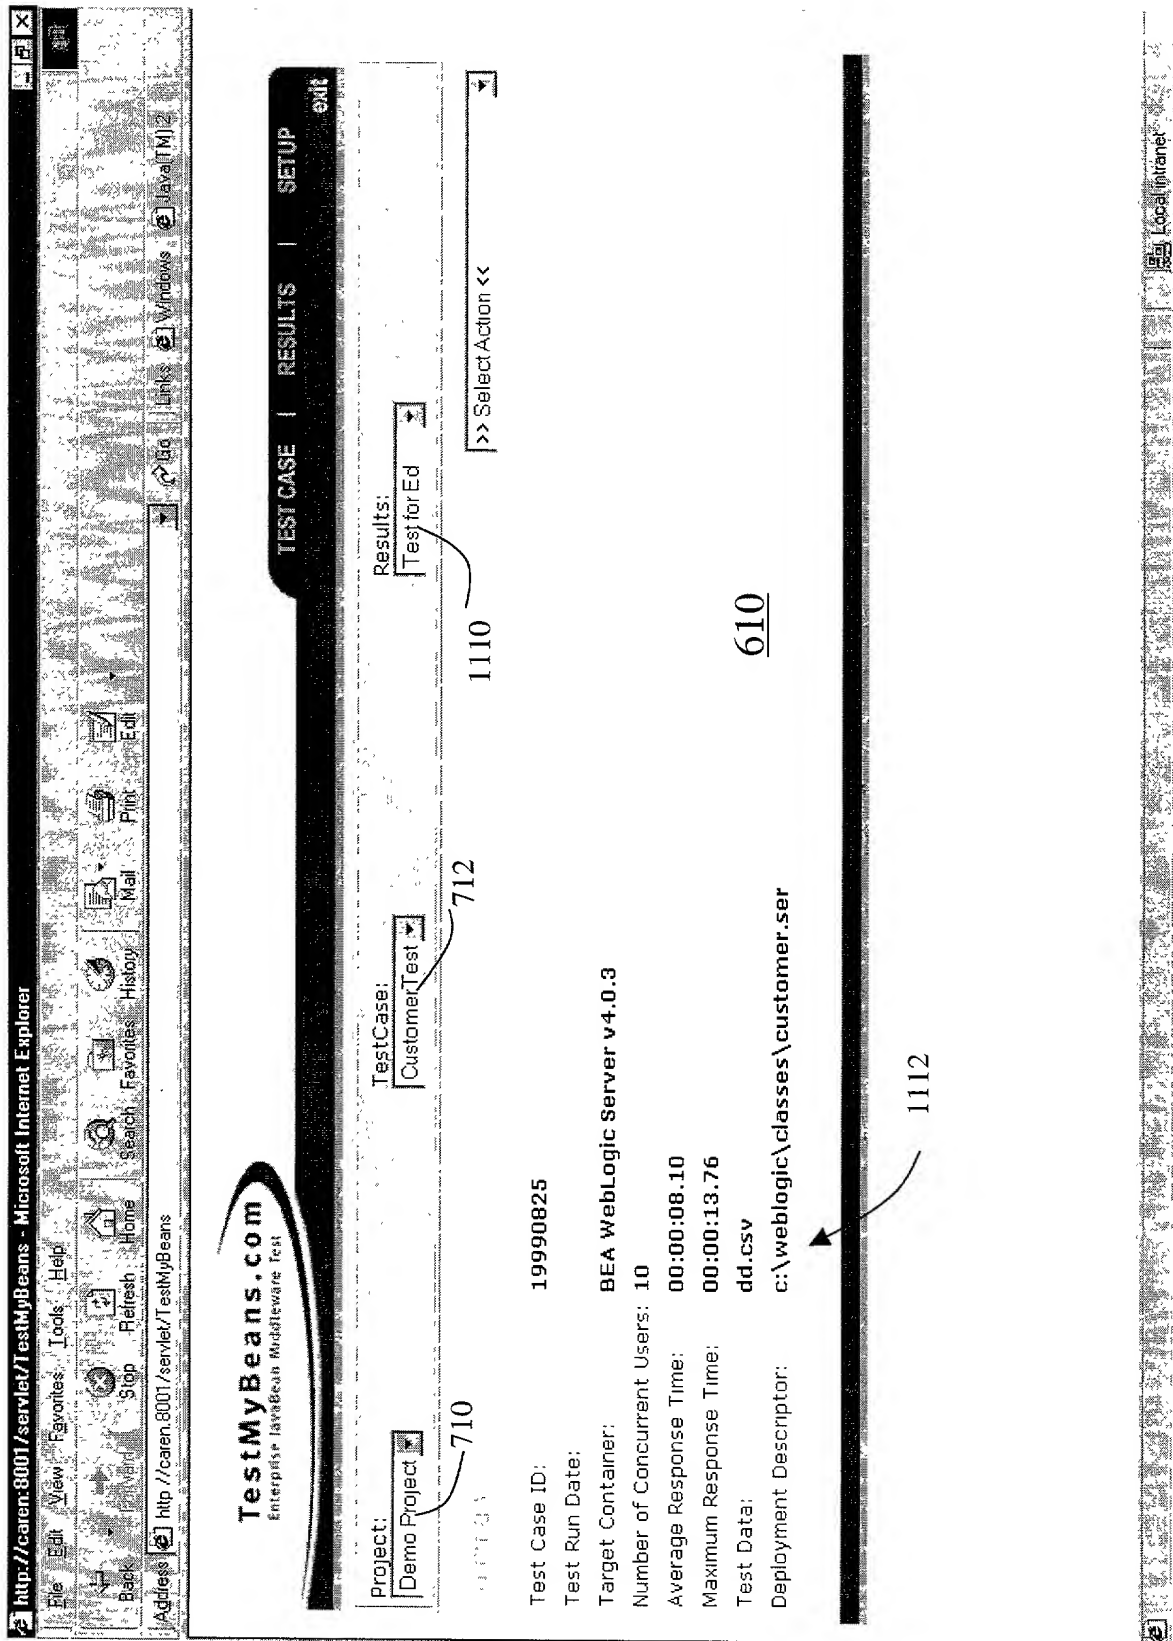 http://caren:8001/servlet/TestMyBeans - Microsoft Internet Explorer
File Edit View Favorites Tools Help
Back Stop Refresh Home Search Favorites History Mail Print Edit
Address http://caren:8001/servlet/TestMyBeans Go Links Windows Java(TM) 2
TestMyBeans.com
Enterprise JavaBean Middleware Test
TEST CASE | RESULTS | SETUP
exit
Project: TestCase: Results:
Demo Project CustomerTest Test for Ed
710 712 1110
>> Select Action <<
Test Case ID: 19990825
Test Run Date:
Target Container: BEA WebLogic Server v4.0.3
Number of Concurrent Users: 10
Average Response Time: 00:00:08.10
Maximum Response Time: 00:00:13.76
Test Data: dd.csv
Deployment Descriptor: c:\weblogic\classes\customer.ser
610
1112
Local intranet